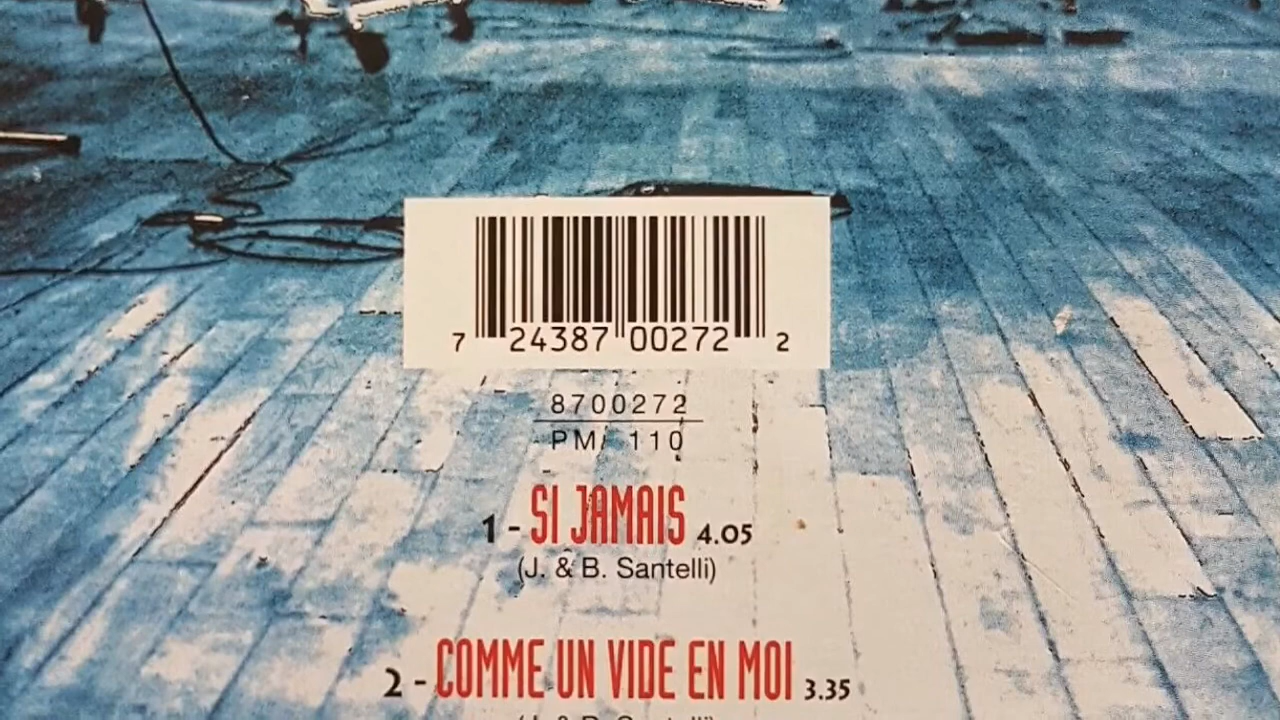 7 24387 00272 2
8700272
PM 110
1 - SI JAMAIS 4.05
(J. & B. Santelli)
2 - COMME UN VIDE EN MOI 3.35
(J. & B. Santelli)